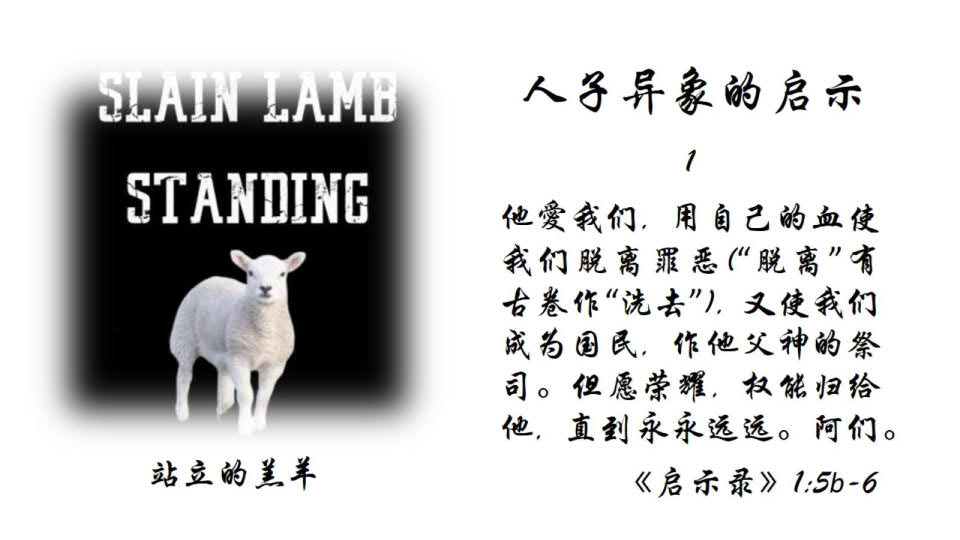 SLAIN LAMB
STANDING
站立的羔羊
人子异象的启示
1
他愛我们，用自己的血使
我们脱离罪恶(“脱离”有
古卷作“洗去”)，又使我们
成为国民，作他父神的祭
司。但愿荣耀，权能归给
他，直到永永远远。阿们。
《启示录》1:5b-6